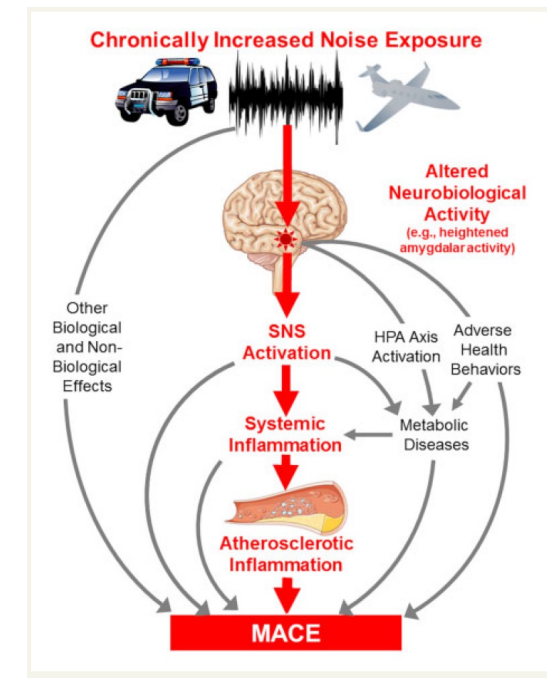 Chronically Increased Noise Exposure
Altered
Neurobiological
Activity
(e.g., heightened
amygdalar activity)
Other
Biological
and Non-
Biological
Effects
SNS
Activation
HPA Axis
Activation
Adverse
Health
Behaviors
Systemic
Inflammation
Metabolic
Diseases
Atherosclerotic
Inflammation
MACE